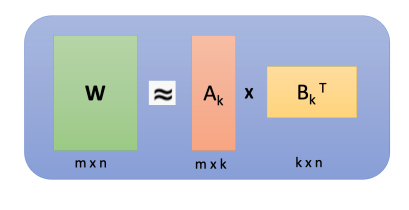 W ≈ Aₖ x Bₖᵀ
m x n m x k k x n